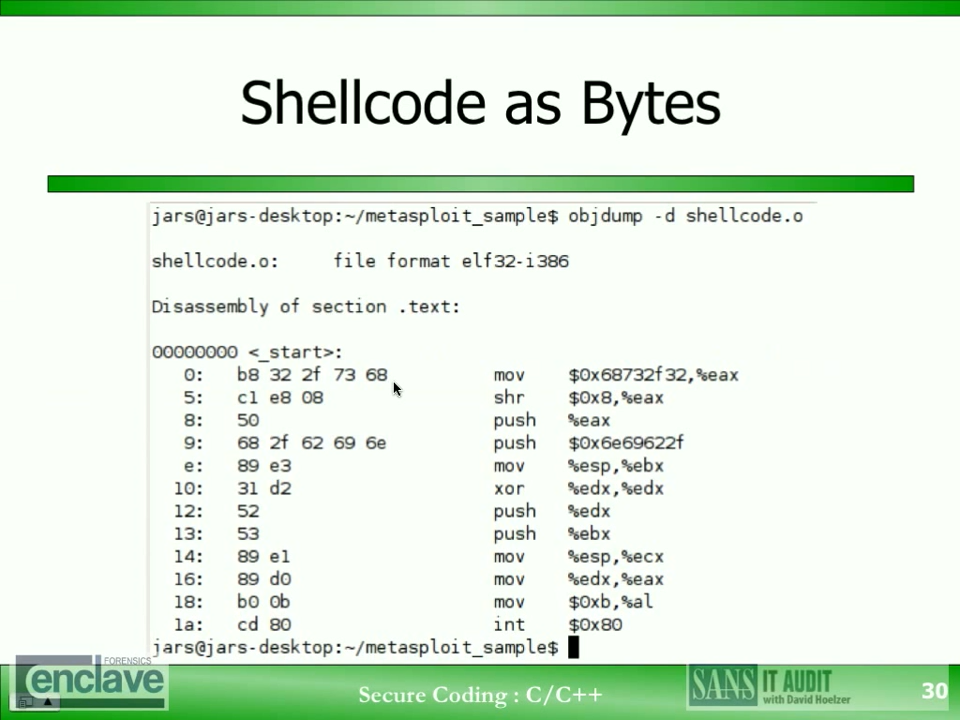 Shellcode as Bytes
jars@jars-desktop:~/metasploit_sample$ objdump -d shellcode.o
shellcode.o:     file format elf32-i386
Disassembly of section .text:
00000000 <_start>:
0: b8 32 2f 73 68 mov $0x68732f32,%eax
5: c1 e8 08 shr $0x8,%eax
8: 50 push %eax
9: 68 2f 62 69 6e push $0x6e69622f
e: 89 e3 mov %esp,%ebx
10: 31 d2 xor %edx,%edx
12: 52 push %edx
13: 53 push %ebx
14: 89 e1 mov %esp,%ecx
16: 89 d0 mov %edx,%eax
18: b0 0b mov $0xb,%al
1a: cd 80 int $0x80
jars@jars-desktop:~/metasploit_sample$
FORENSICS
enclave
Secure Coding : C/C++
SANS IT AUDIT
with David Hoelzer
30